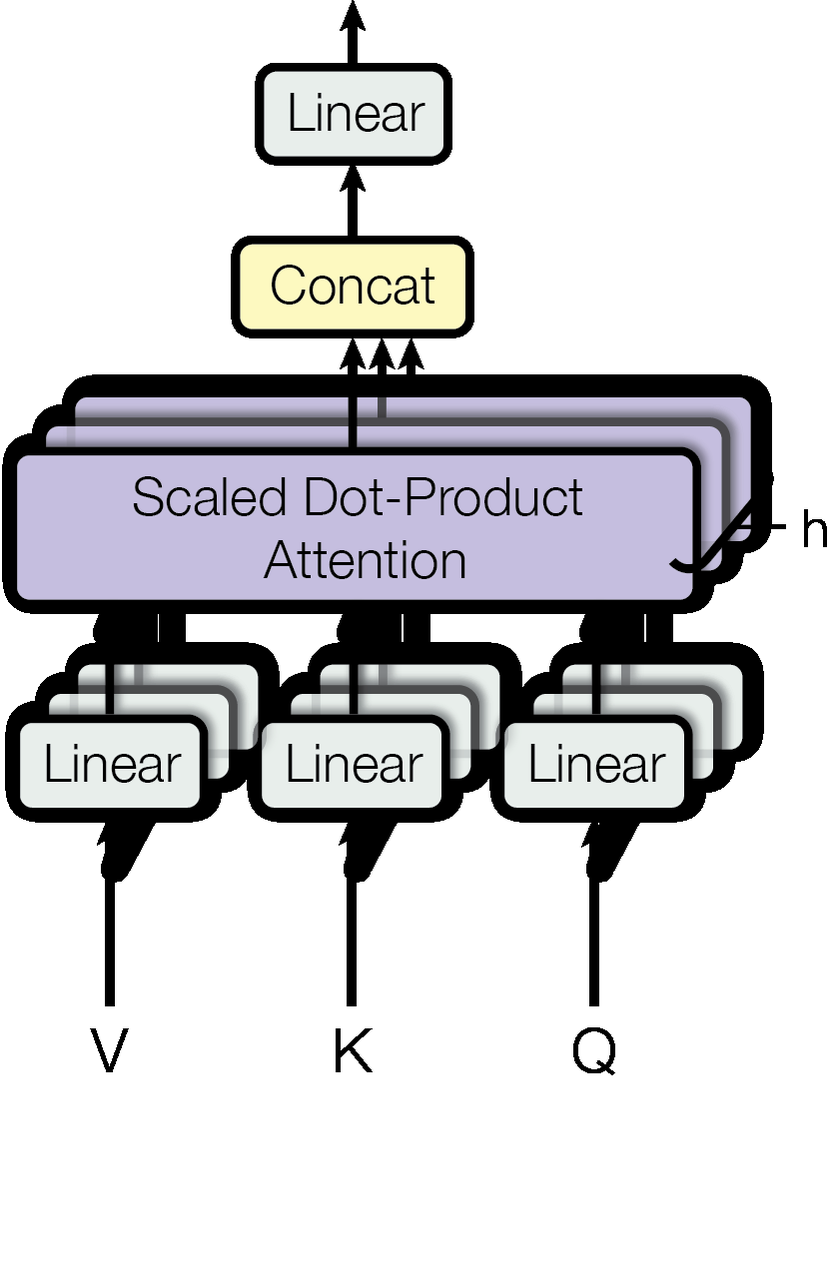 Linear
Concat
Scaled Dot-Product
Attention
h
Linear
Linear
Linear
V
K
Q